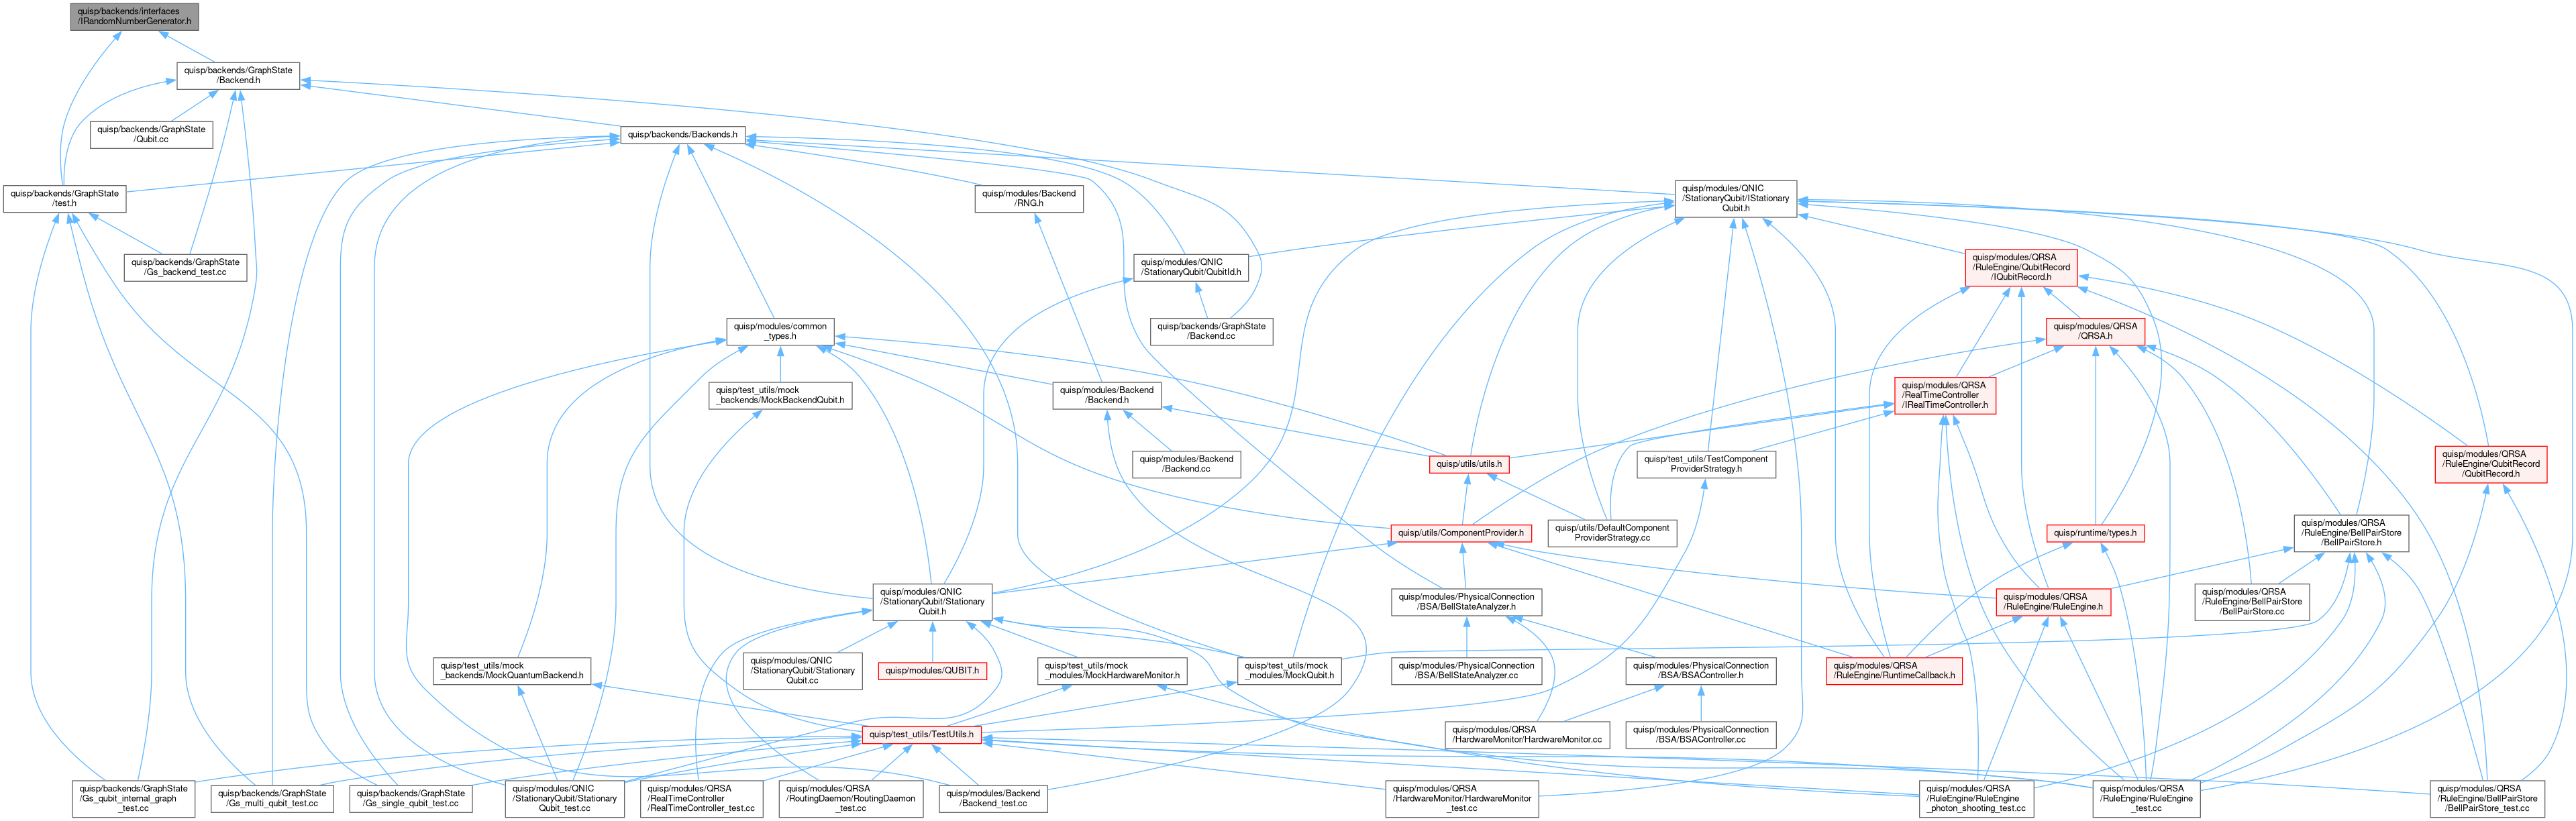 quisp/backends/interfaces
/IRandomNumberGenerator.h
quisp/backends/GraphState
/Backend.h
quisp/backends/GraphState
/Qubit.cc
quisp/backends/Backends.h
quisp/backends/GraphState
/test.h
quisp/modules/Backend
/RNG.h
quisp/modules/QNIC
/StationaryQubit/IStationary
Qubit.h
quisp/backends/GraphState
/Gs_backend_test.cc
quisp/modules/QNIC
/StationaryQubit/QubitId.h
quisp/modules/QRSA
/RuleEngine/QubitRecord
/IQubitRecord.h
quisp/modules/common
_types.h
quisp/backends/GraphState
/Backend.cc
quisp/modules/QRSA
/QRSA.h
quisp/test_utils/mock
_backends/MockBackendQubit.h
quisp/modules/Backend
/Backend.h
quisp/modules/QRSA
/RealTimeController
/IRealTimeController.h
quisp/modules/Backend
/Backend.cc
quisp/utils/utils.h
quisp/test_utils/TestComponent
ProviderStrategy.h
quisp/modules/QRSA
/RuleEngine/QubitRecord
/QubitRecord.h
quisp/utils/ComponentProvider.h
quisp/utils/DefaultComponent
ProviderStrategy.cc
quisp/runtime/types.h
quisp/modules/QRSA
/RuleEngine/BellPairStore
/BellPairStore.h
quisp/modules/QNIC
/StationaryQubit/Stationary
Qubit.h
quisp/modules/PhysicalConnection
/BSA/BellStateAnalyzer.h
quisp/modules/QRSA
/RuleEngine/RuleEngine.h
quisp/modules/QRSA
/RuleEngine/BellPairStore
/BellPairStore.cc
quisp/test_utils/mock
_backends/MockQuantumBackend.h
quisp/modules/QNIC
/StationaryQubit/Stationary
Qubit.cc
quisp/modules/QUBIT.h
quisp/test_utils/mock
_modules/MockHardwareMonitor.h
quisp/test_utils/mock
_modules/MockQubit.h
quisp/modules/PhysicalConnection
/BSA/BellStateAnalyzer.cc
quisp/modules/PhysicalConnection
/BSA/BSAController.h
quisp/modules/QRSA
/RuleEngine/RuntimeCallback.h
quisp/test_utils/TestUtils.h
quisp/modules/QRSA
/HardwareMonitor/HardwareMonitor.cc
quisp/modules/PhysicalConnection
/BSA/BSAController.cc
quisp/backends/GraphState
/Gs_qubit_internal_graph
_test.cc
quisp/backends/GraphState
/Gs_multi_qubit_test.cc
quisp/backends/GraphState
/Gs_single_qubit_test.cc
quisp/modules/QNIC
/StationaryQubit/Stationary
Qubit_test.cc
quisp/modules/QRSA
/RealTimeController
/RealTimeController_test.cc
quisp/modules/QRSA
/RoutingDaemon/RoutingDaemon
_test.cc
quisp/modules/Backend
/Backend_test.cc
quisp/modules/QRSA
/HardwareMonitor/HardwareMonitor
_test.cc
quisp/modules/QRSA
/RuleEngine/RuleEngine
_photon_shooting_test.cc
quisp/modules/QRSA
/RuleEngine/RuleEngine
_test.cc
quisp/modules/QRSA
/RuleEngine/BellPairStore
/BellPairStore_test.cc